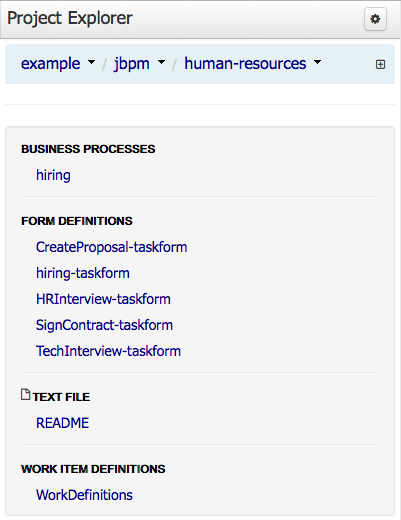 Project Explorer
example / jbpm / human-resources
BUSINESS PROCESSES
hiring
FORM DEFINITIONS
CreateProposal-taskform
hiring-taskform
HRInterview-taskform
SignContract-taskform
TechInterview-taskform
TEXT FILE
README
WORK ITEM DEFINITIONS
WorkDefinitions